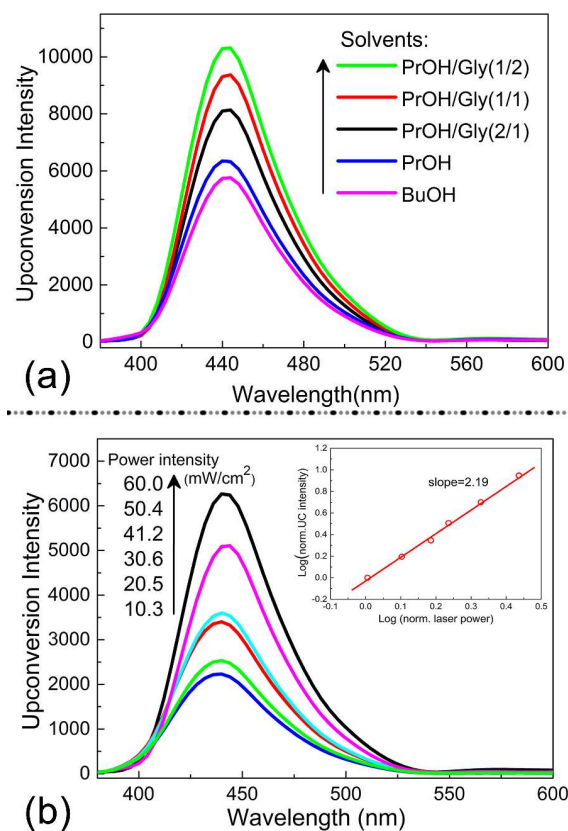 Solvents:
PrOH/Gly(1/2)
PrOH/Gly(1/1)
PrOH/Gly(2/1)
PrOH
BuOH
Upconvension Intensity
10000
8000
6000
4000
2000
0
400 440 480 520 560 600
Wavelength(nm)
(a)
Power intensity
(mW/cm²)
60.0
50.4
41.2
30.6
20.5
10.3
Upconversion Intensity
7000
6000
5000
4000
3000
2000
1000
0
400 450 500 550 600
Wavelength (nm)
(b)
slope=2.19
Log(norm.UC intensity)
1.2
1.0
0.8
0.6
0.4
0.2
0.0
-0.2
-0.1 0.0 0.1 0.2 0.3 0.4 0.5
Log (norm. laser power)